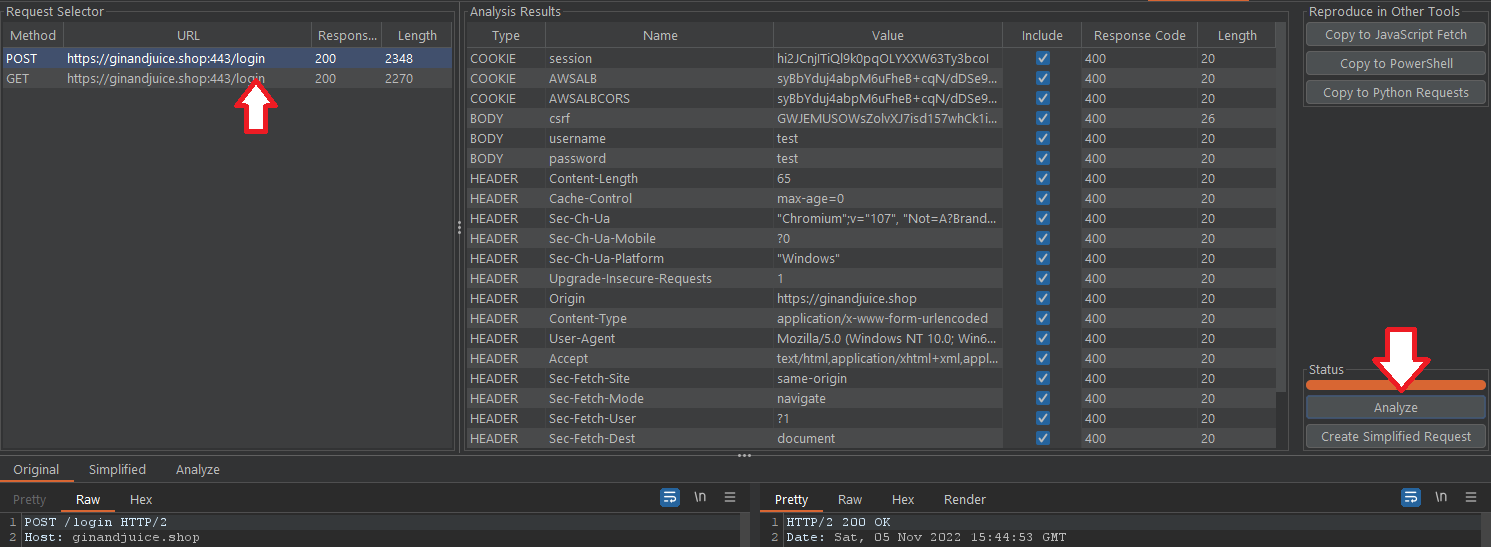 Request Selector
Method URL Respons... Length
POST https://ginandjuice.shop:443/login 200 2348
GET https://ginandjuice.shop:443/login 200 2270
Analysis Results
Type Name Value Include Response Code Length
COOKIE session hi2JCnjITiQl9k0pqOLYXXW63Ty3bcoI 400 20
COOKIE AWSALB syBbYduj4abpM6uFheB+cqN/dDSe9... 400 20
COOKIE AWSALBCORS syBbYduj4abpM6uFheB+cqN/dDSe9... 400 20
BODY csrf GWJEMUSOWsZolvXJ7isd157whCk1i... 400 26
BODY username test 400 20
BODY password test 400 20
HEADER Content-Length 65 400 20
HEADER Cache-Control max-age=0 400 20
HEADER Sec-Ch-Ua "Chromium";v="107", "Not=A?Brand... 400 20
HEADER Sec-Ch-Ua-Mobile ?0 400 20
HEADER Sec-Ch-Ua-Platform "Windows" 400 20
HEADER Upgrade-Insecure-Requests 1 400 20
HEADER Origin https://ginandjuice.shop 400 20
HEADER Content-Type application/x-www-form-urlencoded 400 20
HEADER User-Agent Mozilla/5.0 (Windows NT 10.0; Win6... 400 20
HEADER Accept text/html,application/xhtml+xml,appl... 400 20
HEADER Sec-Fetch-Site same-origin 400 20
HEADER Sec-Fetch-Mode navigate 400 20
HEADER Sec-Fetch-User ?1 400 20
HEADER Sec-Fetch-Dest document 400 20
Reproduce in Other Tools
Copy to JavaScript Fetch
Copy to PowerShell
Copy to Python Requests
Status
Analyze
Create Simplified Request
Original Simplified Analyze
Pretty Raw Hex \n
1 POST /login HTTP/2
2 Host: ginandjuice.shop
Pretty Raw Hex Render \n
1 HTTP/2 200 OK
2 Date: Sat, 05 Nov 2022 15:44:53 GMT